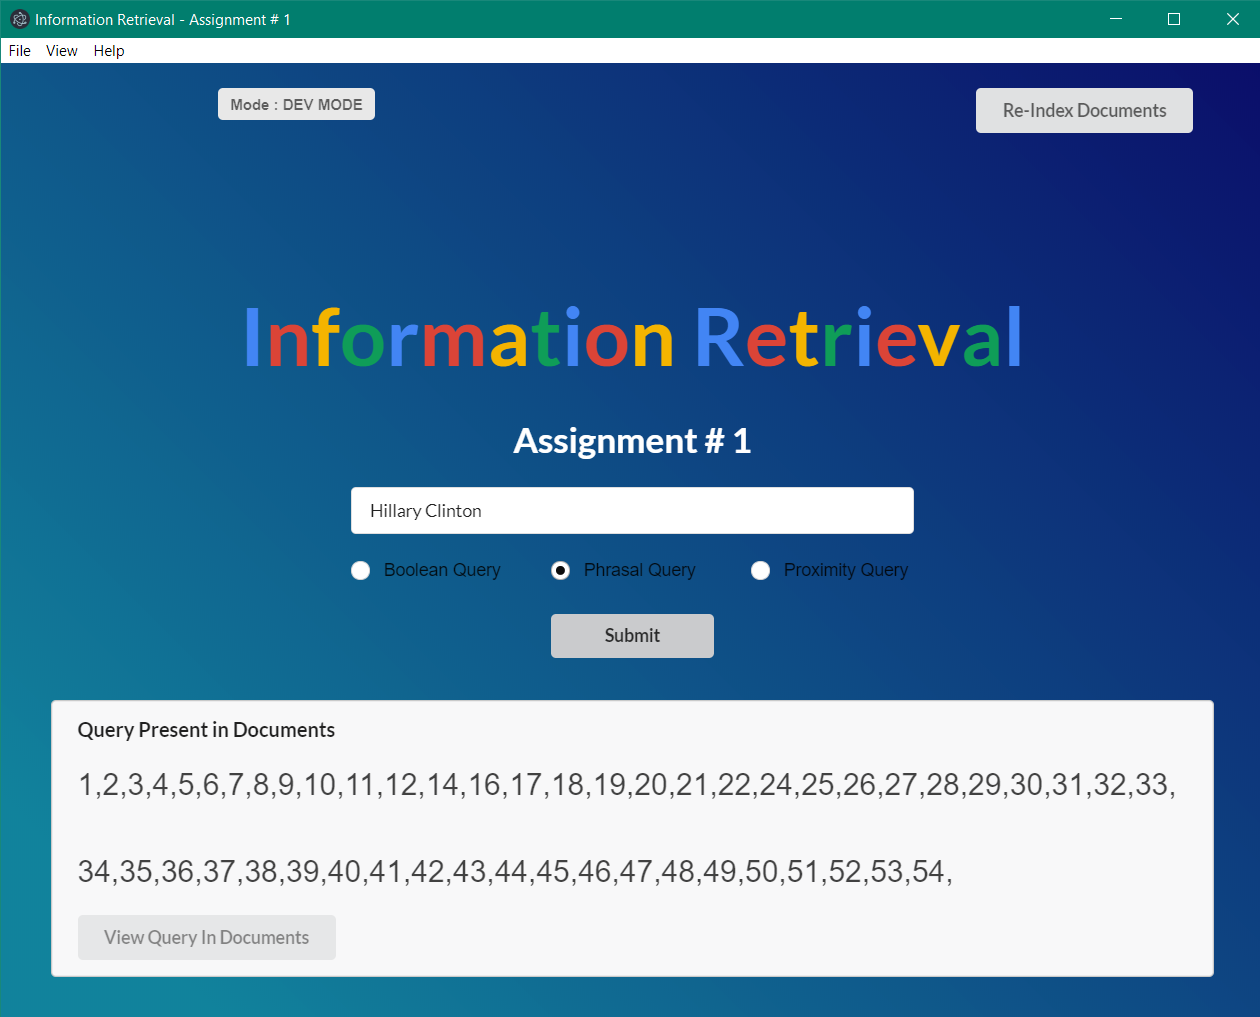 Information Retrieval - Assignment # 1
File View Help
Mode : DEV MODE
Re-Index Documents
Information Retrieval
Assignment # 1
Hillary Clinton
Boolean Query Phrasal Query Proximity Query
Submit
Query Present in Documents
1,2,3,4,5,6,7,8,9,10,11,12,14,16,17,18,19,20,21,22,24,25,26,27,28,29,30,31,32,33,
34,35,36,37,38,39,40,41,42,43,44,45,46,47,48,49,50,51,52,53,54,
View Query In Documents